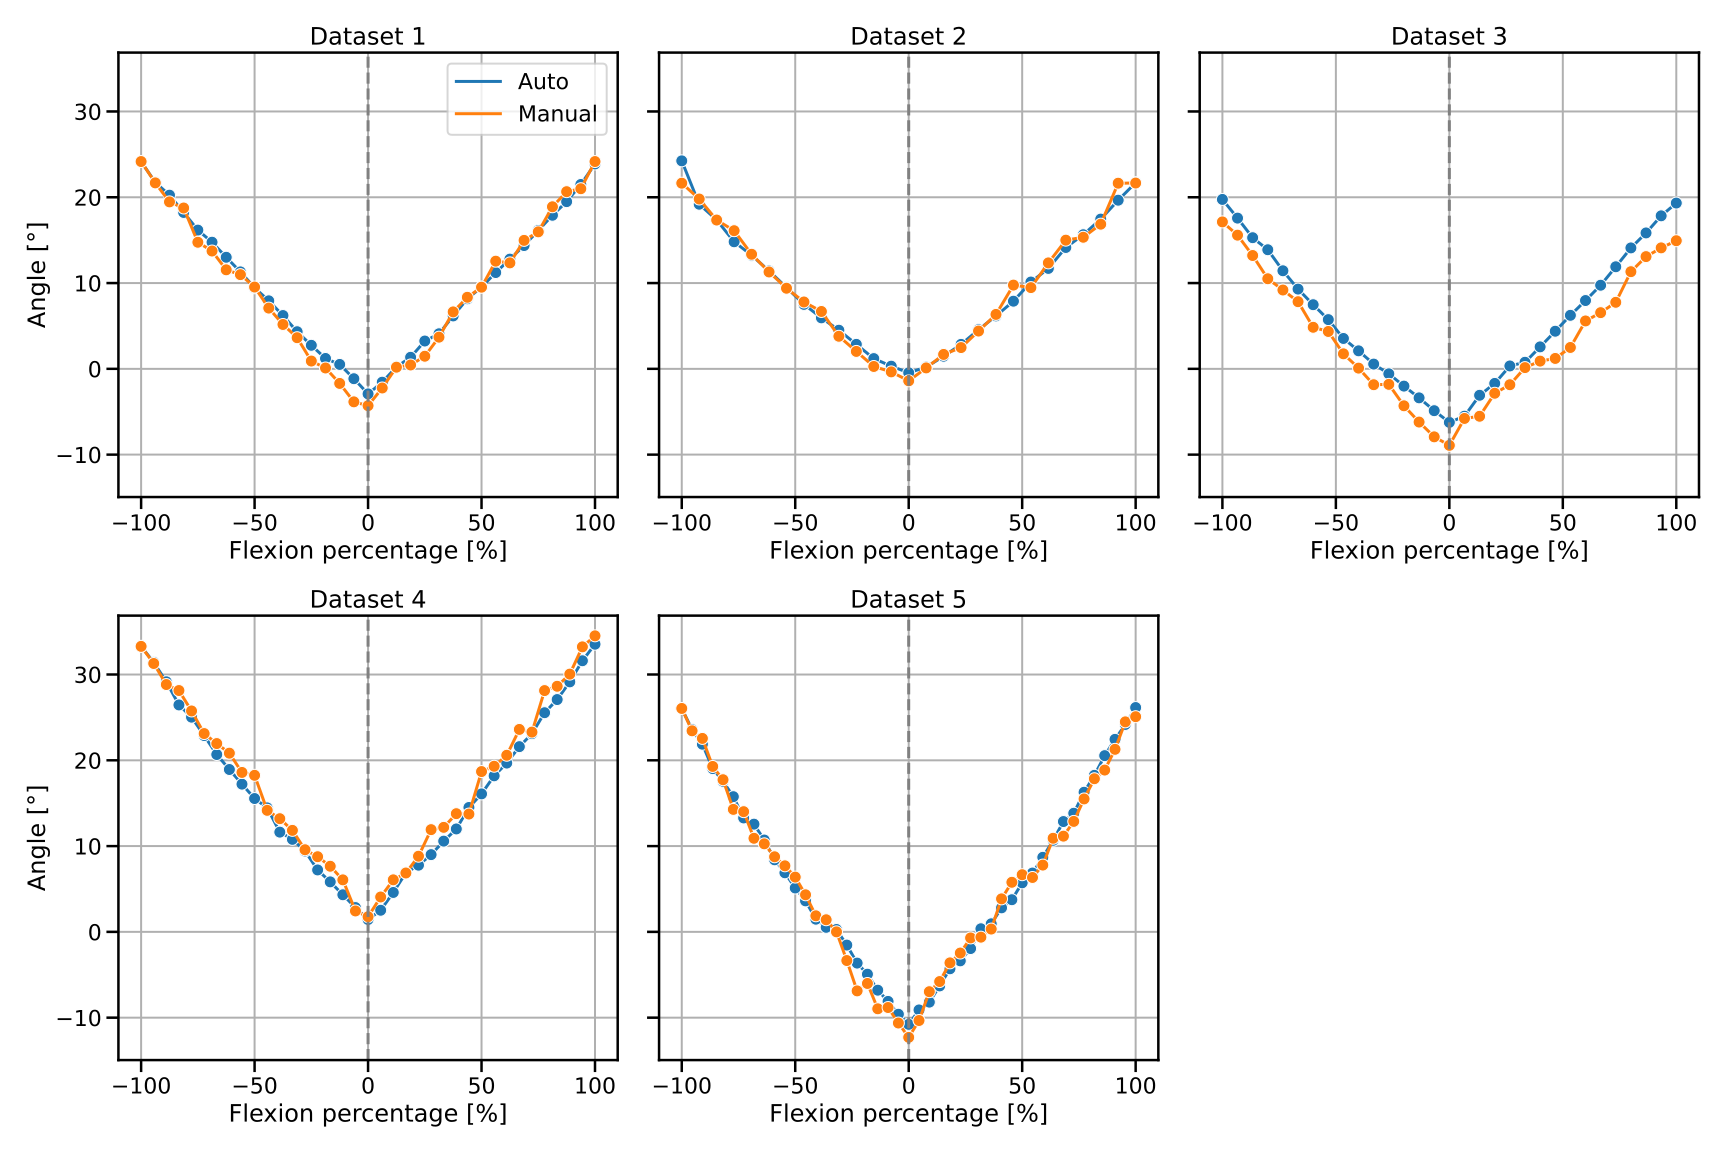 Dataset 1
Dataset 2
Dataset 3
Auto
Manual
30
20
10
0
−10
Angle [°]
−100 −50 0 50 100
−100 −50 0 50 100
−100 −50 0 50 100
Flexion percentage [%]
Flexion percentage [%]
Flexion percentage [%]
Dataset 4
Dataset 5
30
20
10
0
−10
Angle [°]
−100 −50 0 50 100
−100 −50 0 50 100
Flexion percentage [%]
Flexion percentage [%]